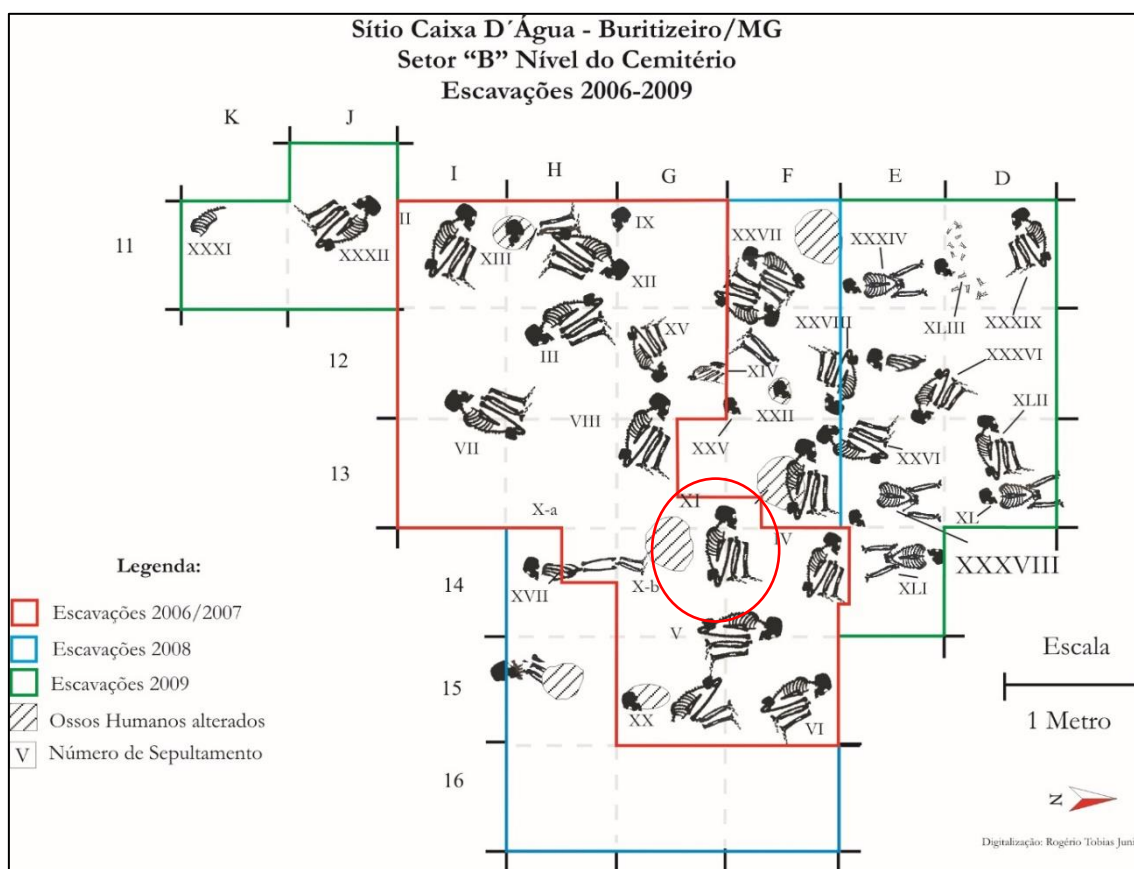 Sítio Caixa D´Água - Buritizeiro/MG
Setor “B” Nível do Cemitério
Escavações 2006-2009
K
J
I
H
G
F
E
D
11
XXXI
XXXII
II
XIII
IX
XII
XXVII
XXXIV
XLIII
XXXIX
12
III
XV
XIV
XXVIII
XXII
XXXVI
XLII
VII
VIII
XXV
XXVI
13
X-a
XI
IV
XL
XXXVIII
14
XVII
X-b
V
XLI
15
XX
VI
16
Legenda:
Escavações 2006/2007
Escavações 2008
Escavações 2009
Ossos Humanos alterados
V Número de Sepultamento
Escala
1 Metro
N
Digitalização: Rogério Tobias Juni